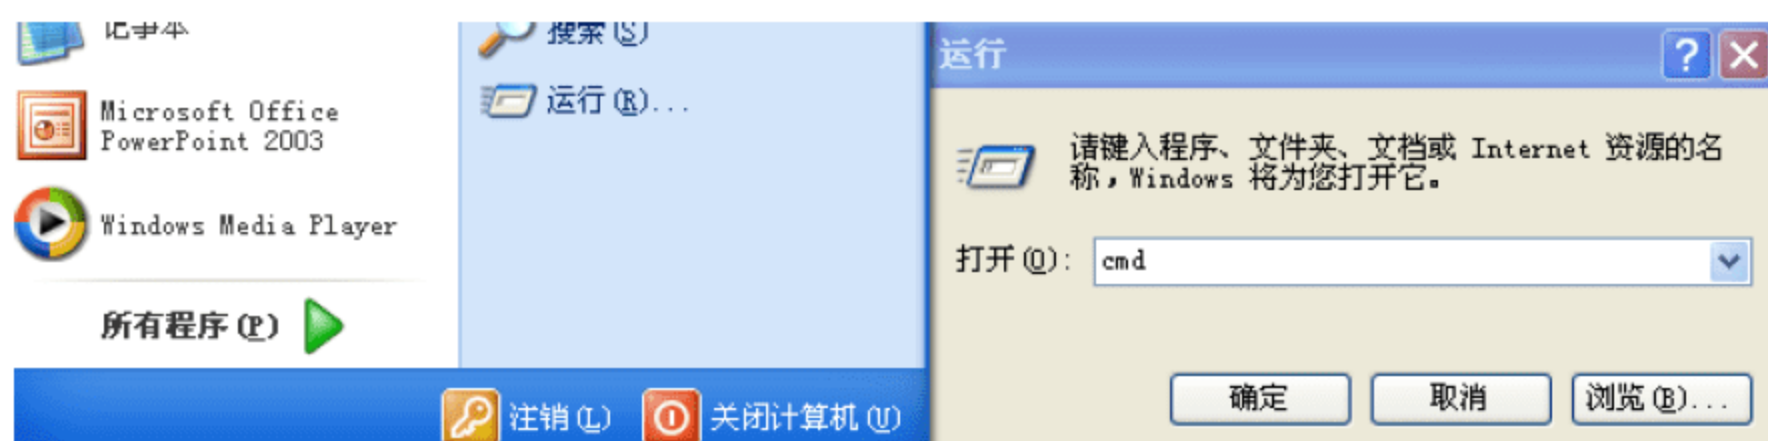 记事本
Microsoft Office
PowerPoint 2003
Windows Media Player
所有程序(P)
搜索(S)
运行(R)...
注销(L)
关闭计算机(U)
运行
请键入程序、文件夹、文档或 Internet 资源的名
称，Windows 将为您打开它。
打开(O):
cmd
确定
取消
浏览(B)...